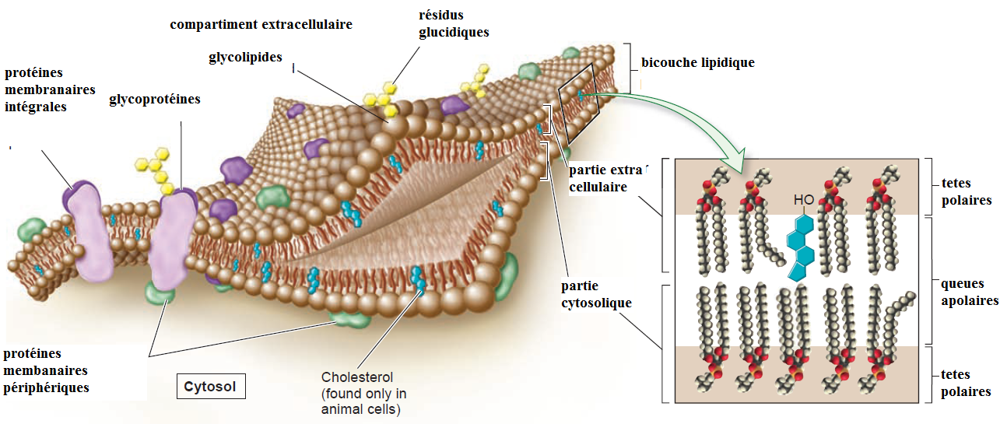 résidus
glucidiques
compartiment extracellulaire
glycolipides
bicouche lipidique
protéines
membranaires
intégrales
glycoprotéines
partie extra
cellulaire
tetes
polaires
HO
partie
cytosolique
queues
apolaires
protéines
membanaires
périphériques
Cytosol
Cholesterol
(found only in
animal cells)
tetes
polaires